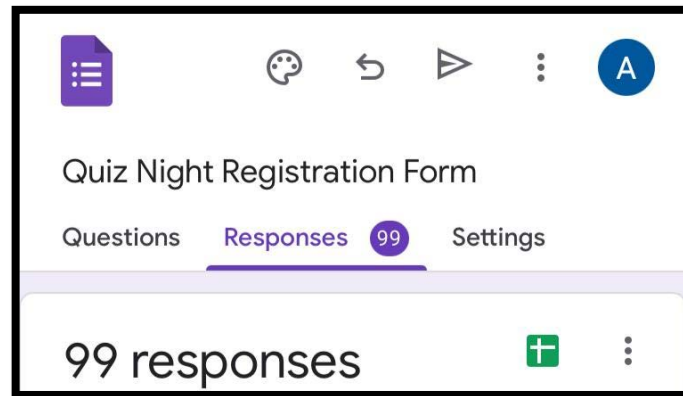 A
Quiz Night Registration Form
Questions Responses 99 Settings
99 responses